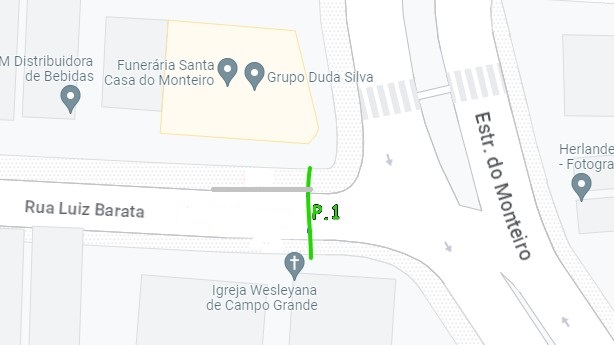 M Distribuidora
de Bebidas
Funerária Santa
Casa do Monteiro
Grupo Duda Silva
Estr. do Monteiro
Herlande
- Fotogra
Rua Luiz Barata
P.1
Igreja Wesleyana
de Campo Grande